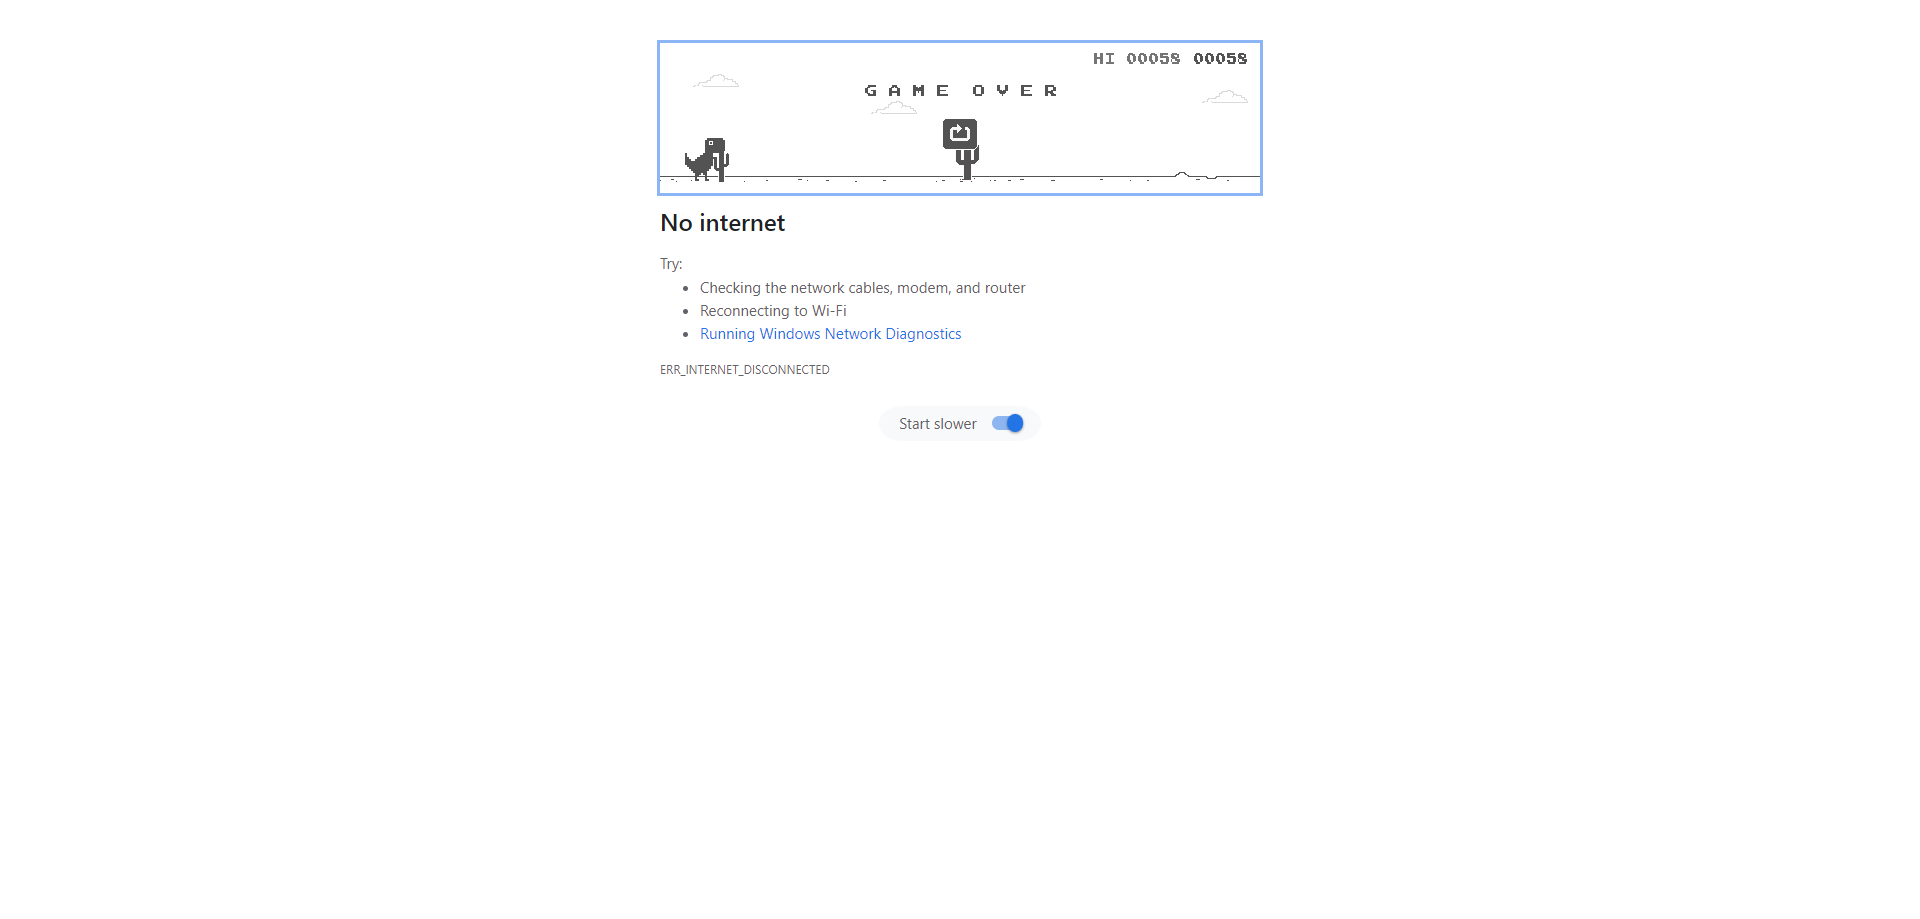 HI 00058 00058
GAME OVER
No internet
Try:
Checking the network cables, modem, and router
Reconnecting to Wi-Fi
Running Windows Network Diagnostics
ERR_INTERNET_DISCONNECTED
Start slower